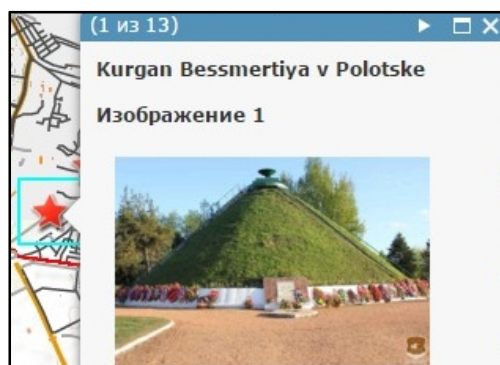 (1 из 13)
Kurgan Bessmertiya v Polotske
Изображение 1